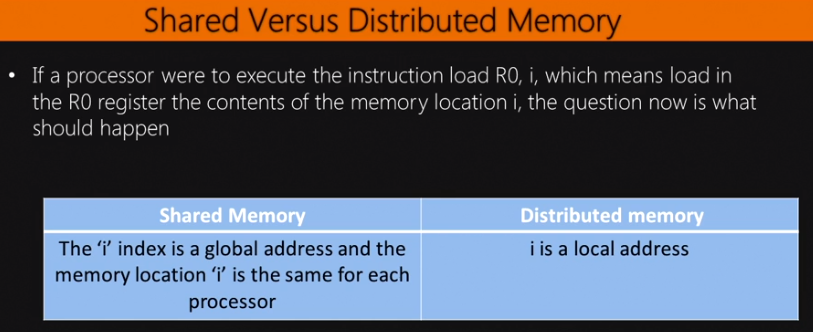 Shared Versus Distributed Memory
• If a processor were to execute the instruction load R0, i, which means load in
the R0 register the contents of the memory location i, the question now is what
should happen
Shared Memory
Distributed memory
The ‘i’ index is a global address and the
memory location ‘i’ is the same for each
processor
i is a local address